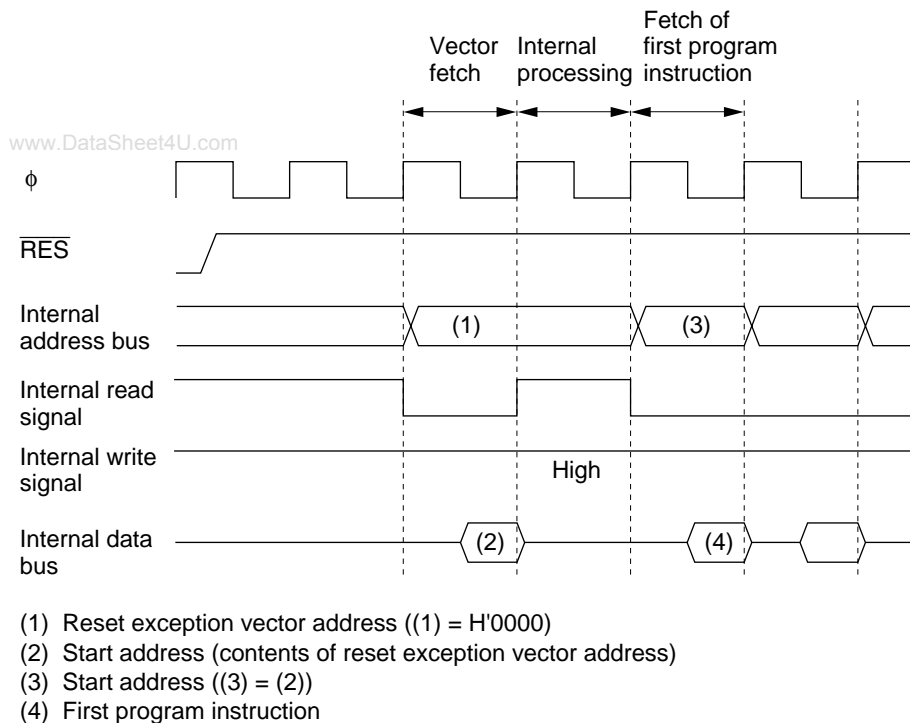 Fetch of
Vector Internal first program
fetch processing instruction
www.DataSheet4U.com
φ
RES
Internal
address bus
(1) (3)
Internal read
signal
Internal write
signal
High
Internal data
bus
(2) (4)
(1) Reset exception vector address ((1) = H'0000)
(2) Start address (contents of reset exception vector address)
(3) Start address ((3) = (2))
(4) First program instruction